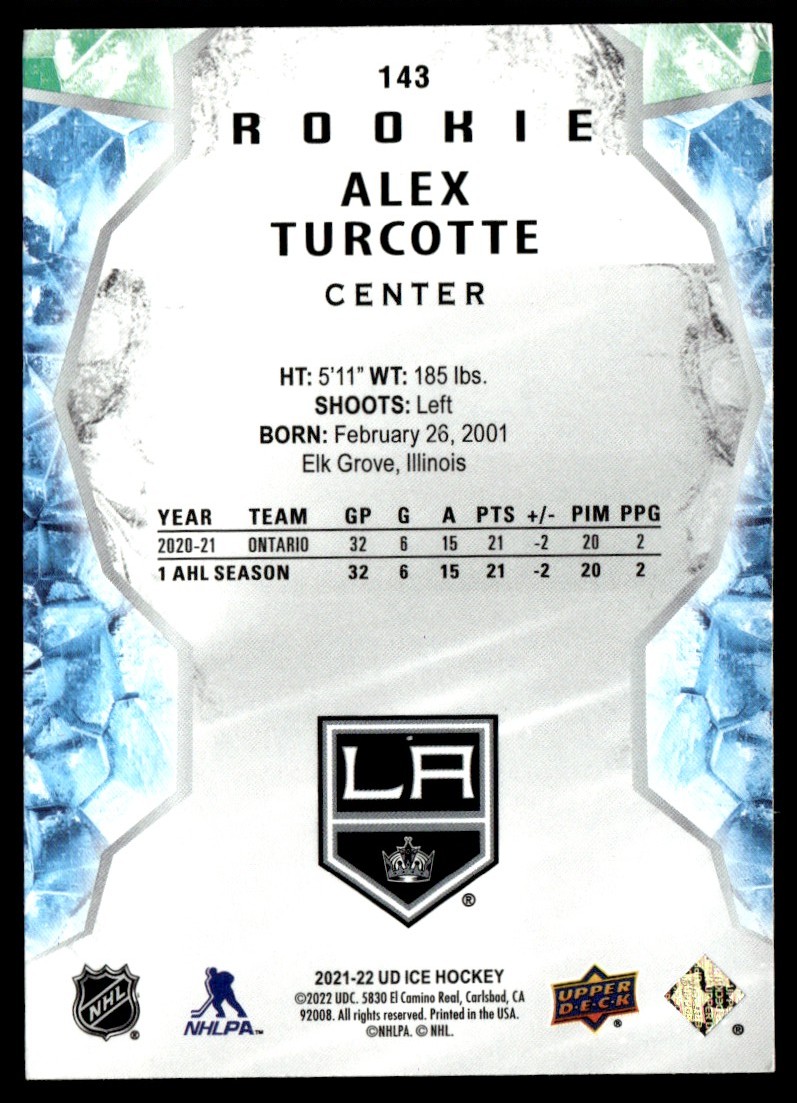 143
ROOKIE
ALEX
TURCOTTE
CENTER
HT: 5'11" WT: 185 lbs.
SHOOTS: Left
BORN: February 26, 2001
Elk Grove, Illinois
YEAR TEAM GP G A PTS +/- PIM PPG
2020-21 ONTARIO 32 6 15 21 -2 20 2
1 AHL SEASON 32 6 15 21 -2 20 2
LA
®
2021-22 UD ICE HOCKEY
©2022 UDC. 5830 El Camino Real, Carlsbad, CA
92008. All rights reserved. Printed in the USA.
©NHLPA. © NHL.
NHL ®
NHLPA™
UPPER
D·E·C·K ®
®